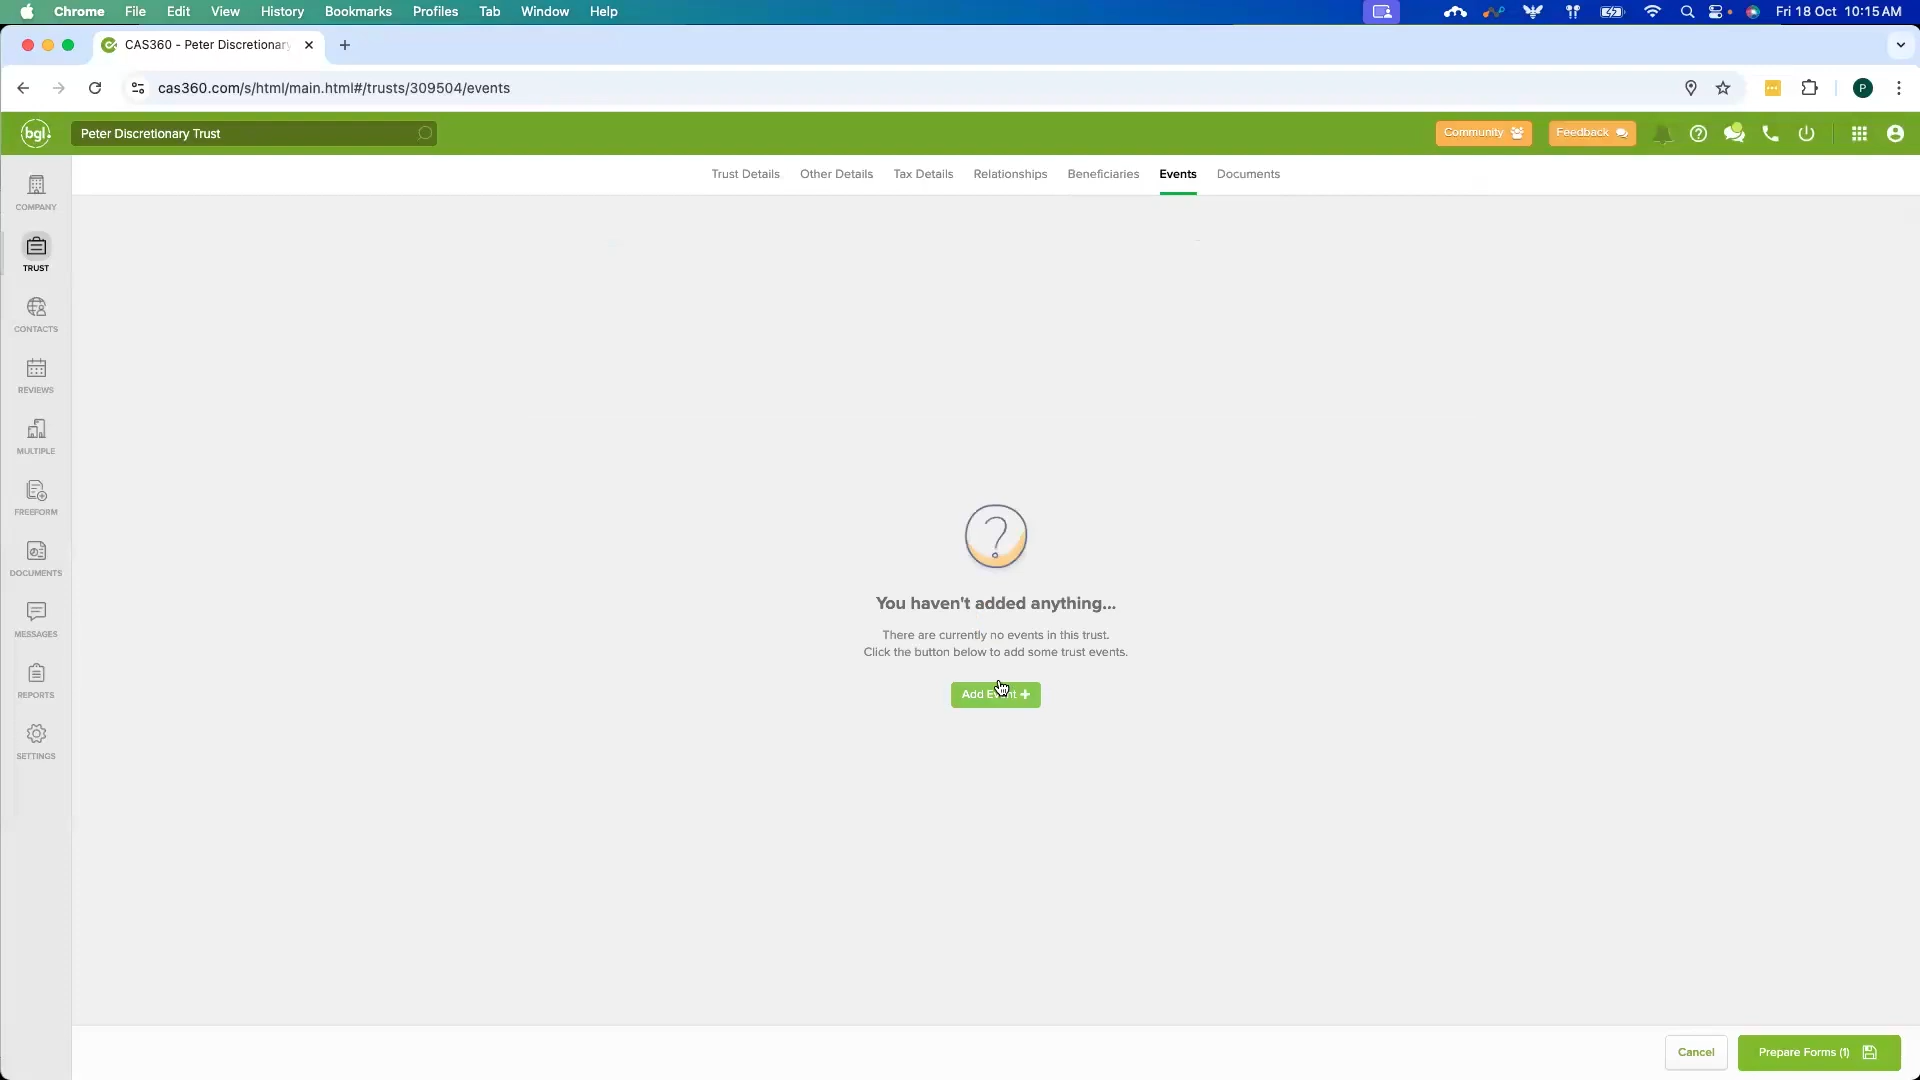 Chrome File Edit View History Bookmarks Profiles Tab Window Help Fri 18 Oct 10:15 AM
CAS360 - Peter Discretionary
cas360.com/s/html/main.html#/trusts/309504/events P
bgl. Peter Discretionary Trust Community Feedback
Trust Details Other Details Tax Details Relationships Beneficiaries Events Documents
COMPANY
TRUST
CONTACTS
REVIEWS
MULTIPLE
FREEFORM
DOCUMENTS
MESSAGES
REPORTS
SETTINGS
?
You haven't added anything...
There are currently no events in this trust.
Click the button below to add some trust events.
Add Event +
Cancel Prepare Forms (1)